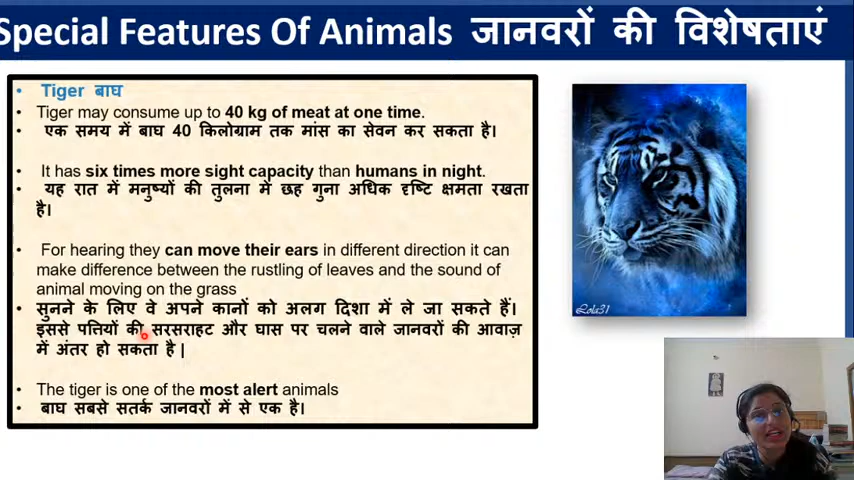 Special Features Of Animals जानवरों की विशेषताएं
• Tiger बाघ
• Tiger may consume up to 40 kg of meat at one time.
• एक समय में बाघ 40 किलोग्राम तक मांस का सेवन कर सकता है।
• It has six times more sight capacity than humans in night.
• यह रात में मनुष्यों की तुलना में छह गुना अधिक दृष्टि क्षमता रखता
है।
• For hearing they can move their ears in different direction it can
make difference between the rustling of leaves and the sound of
animal moving on the grass
• सुनने के लिए वे अपने कानों को अलग दिशा में ले जा सकते हैं।
इससे पत्तियों की सरसराहट और घास पर चलने वाले जानवरों की आवाज़
में अंतर हो सकता है |
• The tiger is one of the most alert animals
• बाघ सबसे सतर्क जानवरों में से एक है।
Lola31